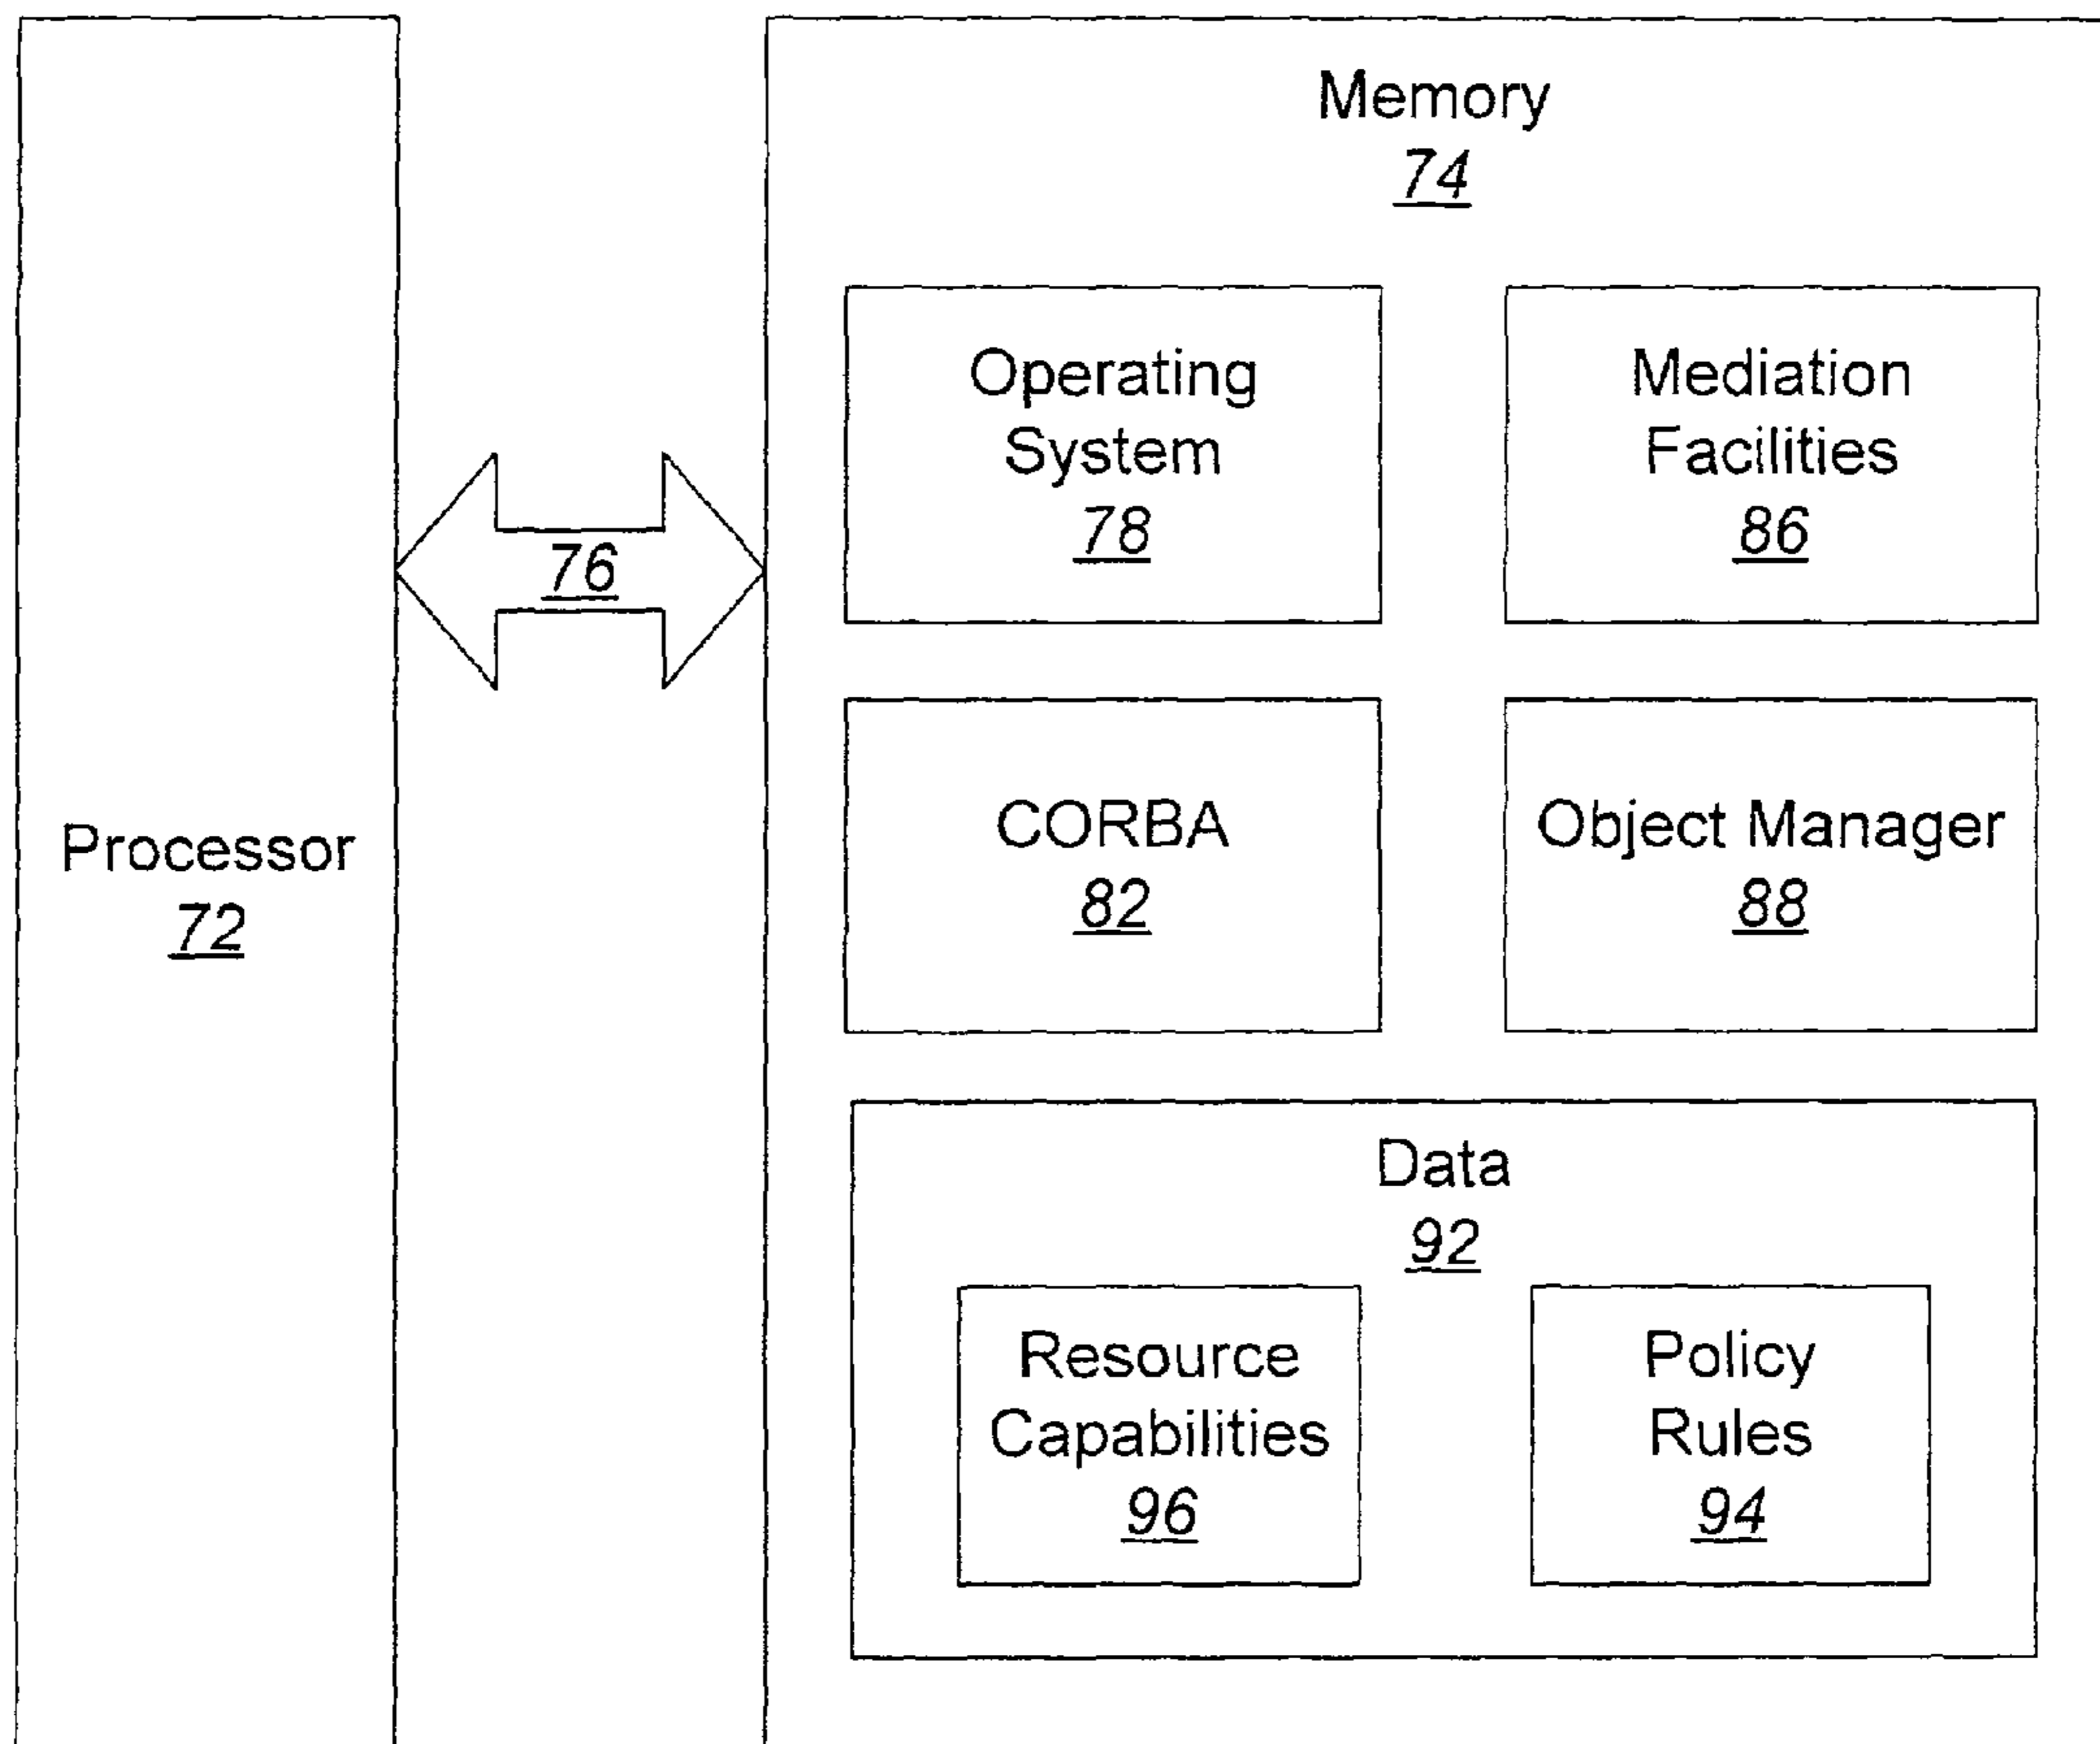 Memory
74
Operating
System
78
Mediation
Facilities
86
76
CORBA
82
Object Manager
88
Processor
72
Data
92
Resource
Capabilities
96
Policy
Rules
94